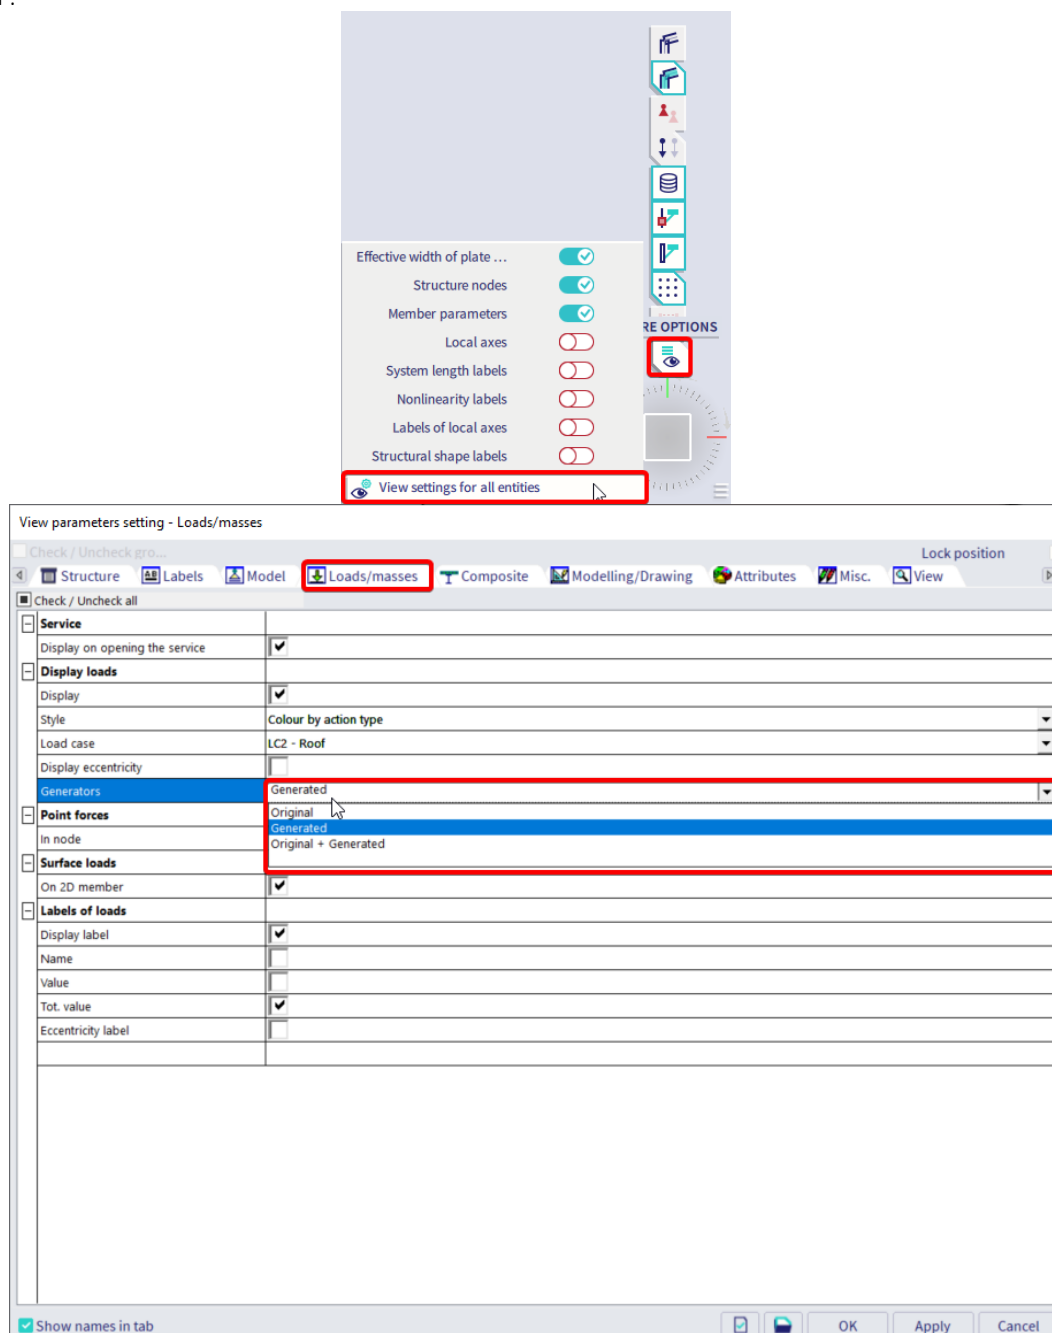 Effective width of plate ...
Structure nodes
Member parameters
RE OPTIONS
Local axes
System length labels
Nonlinearity labels
Labels of local axes
Structural shape labels
View settings for all entities
View parameters setting - Loads/masses
Check / Uncheck gro...
Lock position
Structure
Labels
Model
Loads/masses
Composite
Modelling/Drawing
Attributes
Misc.
View
Check / Uncheck all
Service
Display on opening the service
Display loads
Display
Style Colour by action type
Load case LC2 - Roof
Display eccentricity
Generators Generated
Original
Generated
Original + Generated
Point forces
In node
Surface loads
On 2D member
Labels of loads
Display label
Name
Value
Tot. value
Eccentricity label
Show names in tab
OK
Apply
Cancel